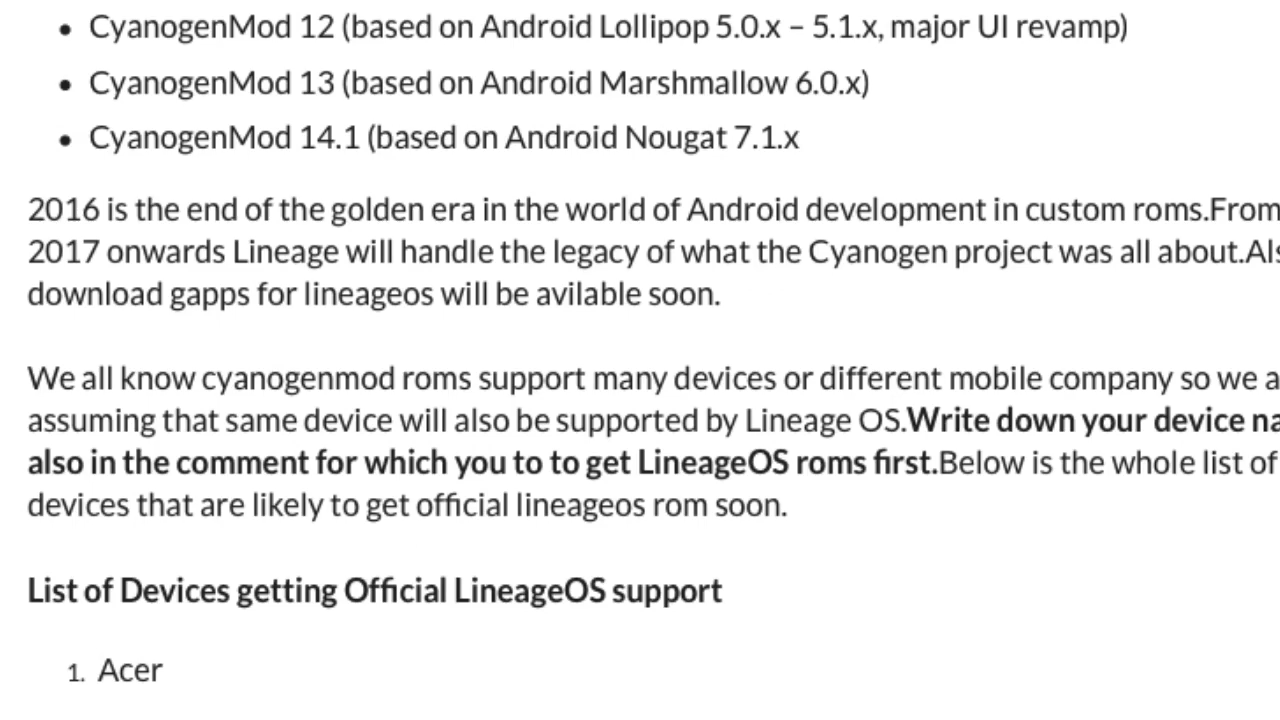 • CyanogenMod 12 (based on Android Lollipop 5.0.x – 5.1.x, major UI revamp)
• CyanogenMod 13 (based on Android Marshmallow 6.0.x)
• CyanogenMod 14.1 (based on Android Nougat 7.1.x
2016 is the end of the golden era in the world of Android development in custom roms.From
2017 onwards Lineage will handle the legacy of what the Cyanogen project was all about.
download gapps for lineageos will be avilable soon.
We all know cyanogenmod roms support many devices or different mobile company so we
assuming that same device will also be supported by Lineage OS.Write down your device
also in the comment for which you to to get LineageOS roms first.Below is the whole list of
devices that are likely to get official lineageos rom soon.
List of Devices getting Official LineageOS support
1. Acer